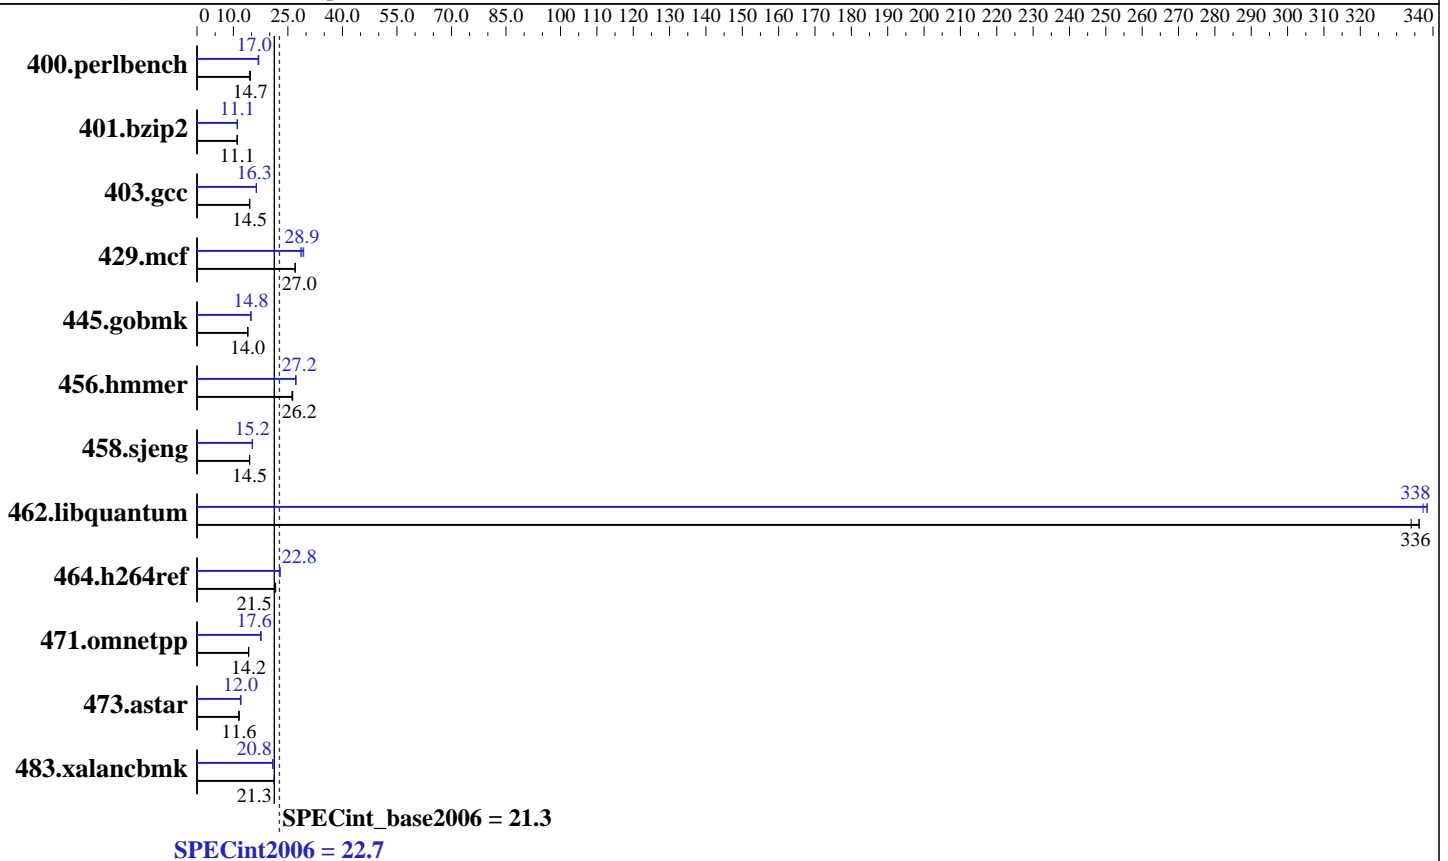 0 10.0 25.0 40.0 55.0 70.0 85.0 100 110 120 130 140 150 160 170 180 190 200 210 220 230 240 250 260 270 280 290 300 310 320 340
17.0
400.perlbench
14.7
11.1
401.bzip2
11.1
16.3
403.gcc
14.5
28.9
429.mcf
27.0
14.8
445.gobmk
14.0
27.2
456.hmmer
26.2
15.2
458.sjeng
14.5
338
462.libquantum
336
22.8
464.h264ref
21.5
17.6
471.omnetpp
14.2
12.0
473.astar
11.6
20.8
483.xalancbmk
21.3
SPECint_base2006 = 21.3
SPECint2006 = 22.7